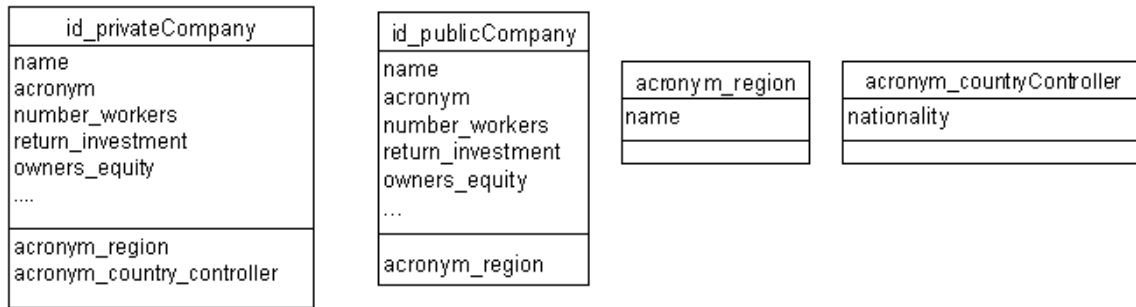 id_privateCompany
name
acronym
number_workers
return_investment
owners_equity
....
acronym_region
acronym_country_controller
id_publicCompany
name
acronym
number_workers
return_investment
owners_equity
...
acronym_region
acronym_region
name
acronym_countryController
nationality